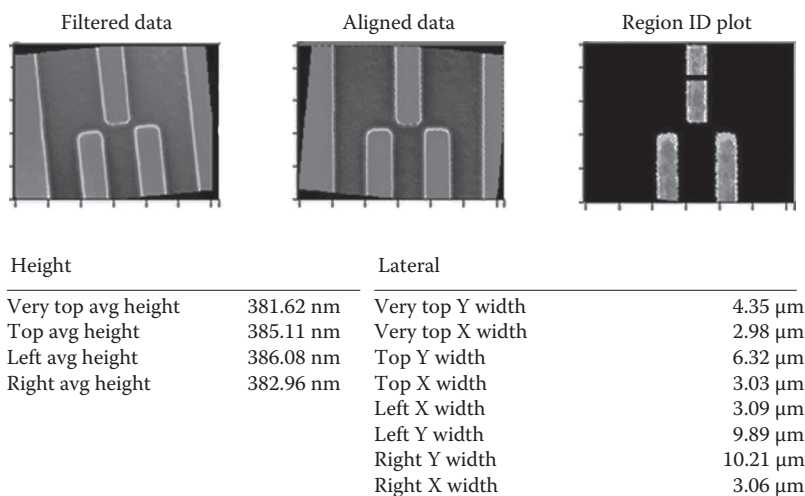 Filtered data
Aligned data
Region ID plot
Height
Very top avg height 381.62 nm
Top avg height 385.11 nm
Left avg height 386.08 nm
Right avg height 382.96 nm
Lateral
Very top Y width 4.35 μm
Very top X width 2.98 μm
Top Y width 6.32 μm
Top X width 3.03 μm
Left X width 3.09 μm
Left Y width 9.89 μm
Right Y width 10.21 μm
Right X width 3.06 μm